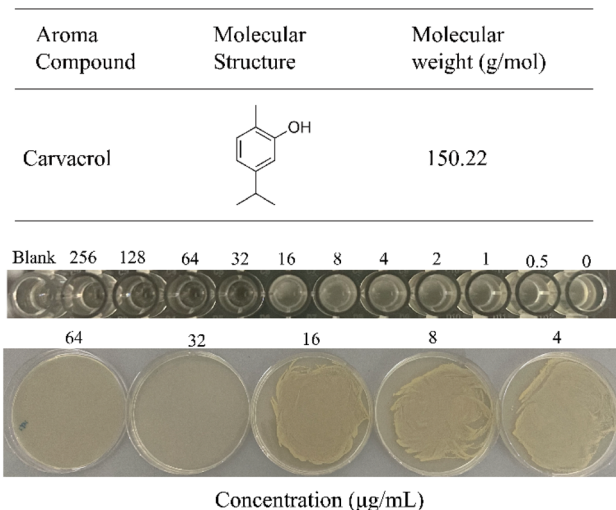 Aroma Compound
Molecular Structure
Molecular weight (g/mol)
Carvacrol
OH
150.22
Blank 256 128 64 32 16 8 4 2 1 0.5 0
64 32 16 8 4
Concentration (µg/mL)